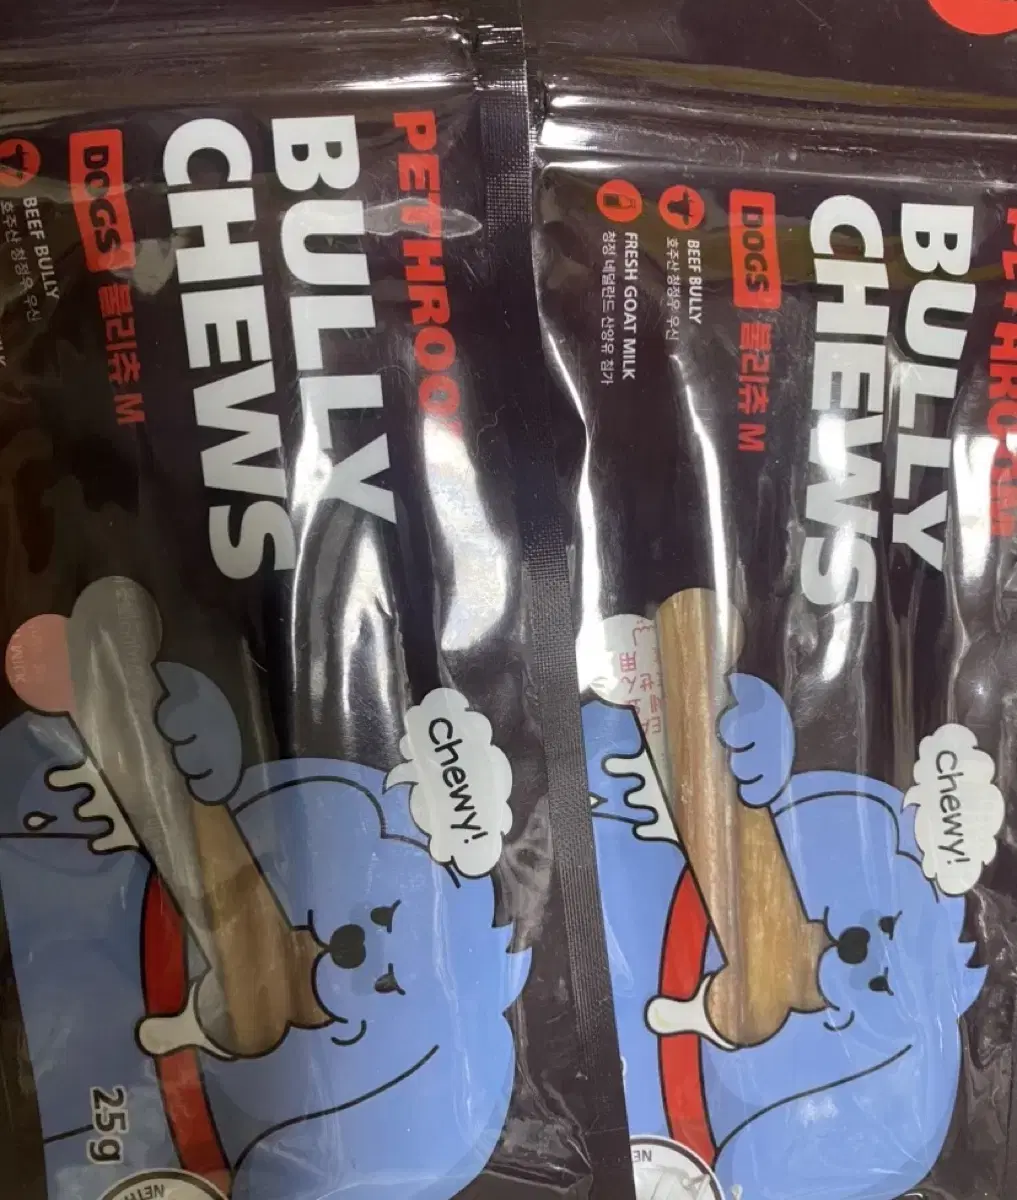 PETHROOM
BULLY
CHEWS
DOGS 불리츄 M
BEEF BULLY
호주산 청정우 우신
chewy!
25g
PETHROOM
BULLY
CHEWS
DOGS 불리츄 M
BEEF BULLY
호주산 청정우 우신
FRESH GOAT MILK
청정 네덜란드 산양유 첨가
chewy!